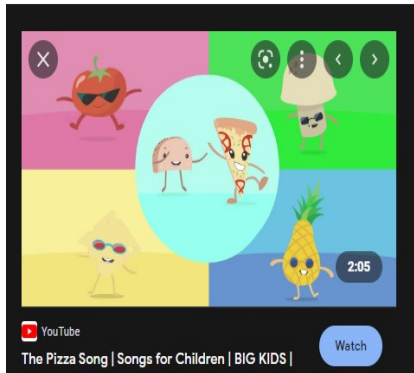 2:05
YouTube
The Pizza Song | Songs for Children | BIG KIDS |
Watch